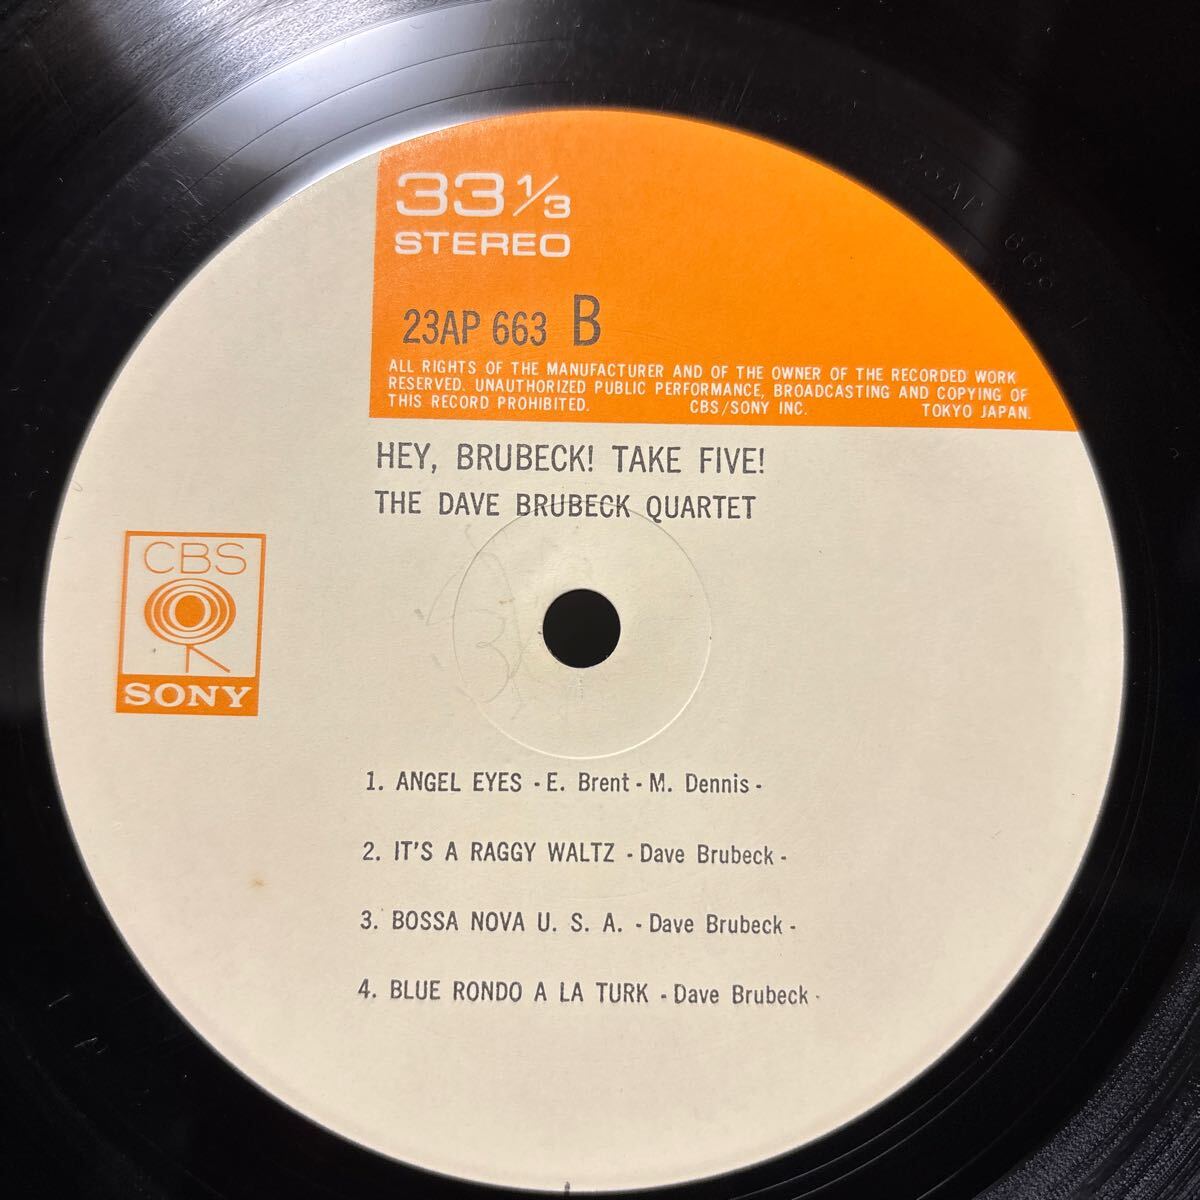 33 1/3
STEREO
23AP 663 B
ALL RIGHTS OF THE MANUFACTURER AND OF THE OWNER OF THE RECORDED WORK
RESERVED. UNAUTHORIZED PUBLIC PERFORMANCE, BROADCASTING AND COPYING OF
THIS RECORD PROHIBITED. CBS/SONY INC. TOKYO JAPAN.
HEY, BRUBECK! TAKE FIVE!
THE DAVE BRUBECK QUARTET
CBS
SONY
1. ANGEL EYES - E. Brent - M. Dennis -
2. IT'S A RAGGY WALTZ - Dave Brubeck -
3. BOSSA NOVA U. S. A. - Dave Brubeck -
4. BLUE RONDO A LA TURK - Dave Brubeck -